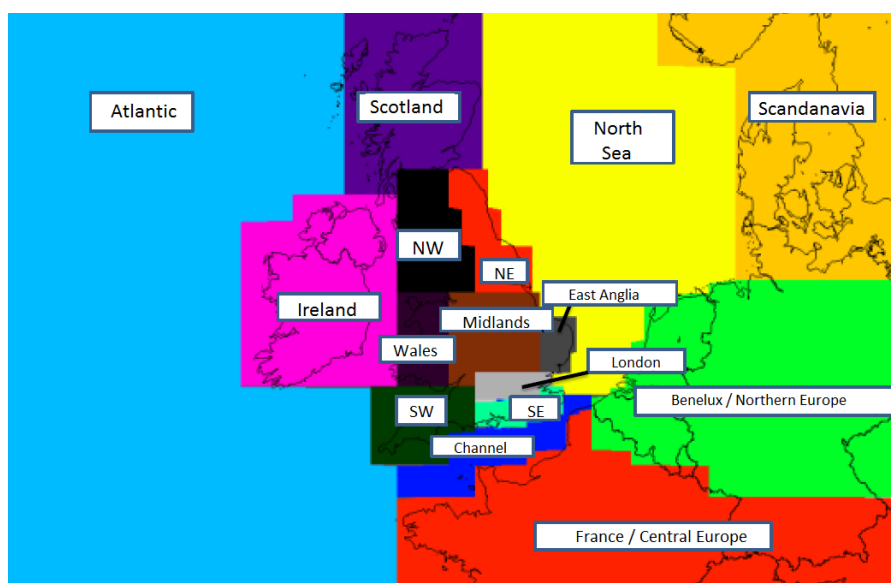 Atlantic
Scotland
North
Sea
Scandanavia
NW
NE
East Anglia
Ireland
Midlands
Wales
London
SW
SE
Benelux / Northern Europe
Channel
France / Central Europe